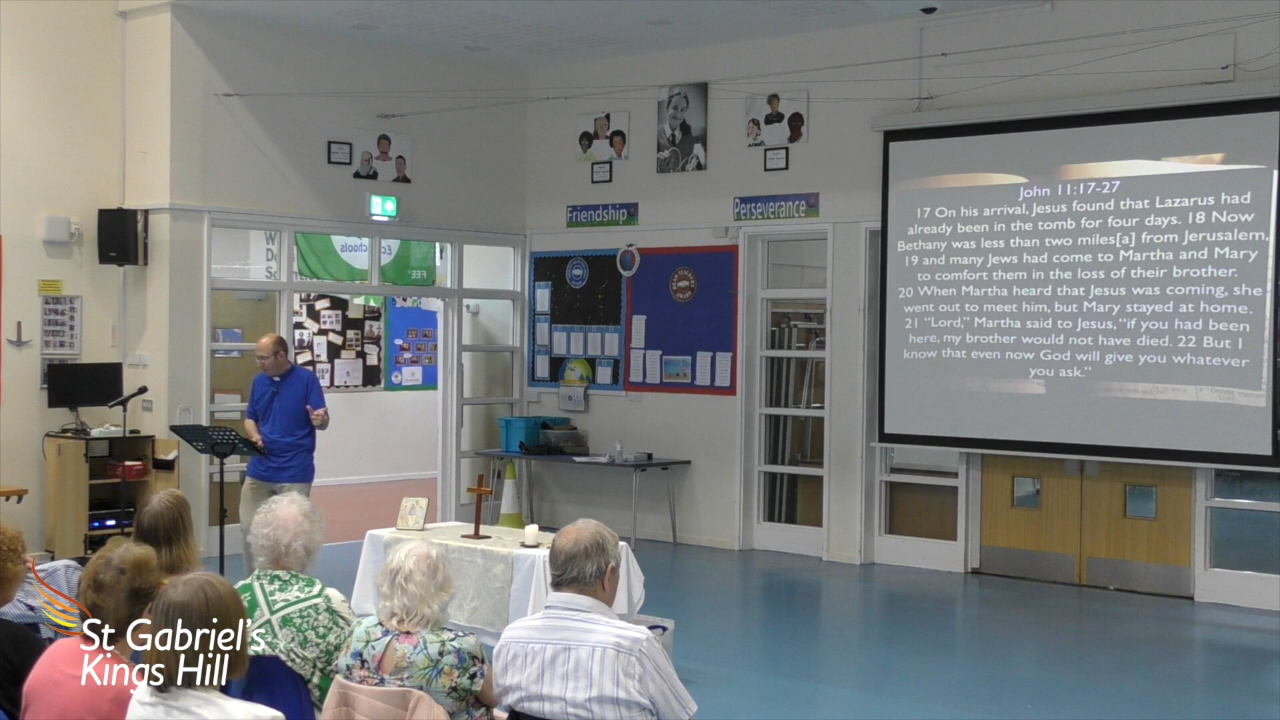 Friendship
Perseverance
Schools
FEE
John 11:17-27
17 On his arrival, Jesus found that Lazarus had
already been in the tomb for four days. 18 Now
Bethany was less than two miles[a] from Jerusalem,
19 and many Jews had come to Martha and Mary
to comfort them in the loss of their brother.
20 When Martha heard that Jesus was coming, she
went out to meet him, but Mary stayed at home.
21 "Lord," Martha said to Jesus, "if you had been
here, my brother would not have died. 22 But I
know that even now God will give you whatever
you ask."
St Gabriel's
Kings Hill